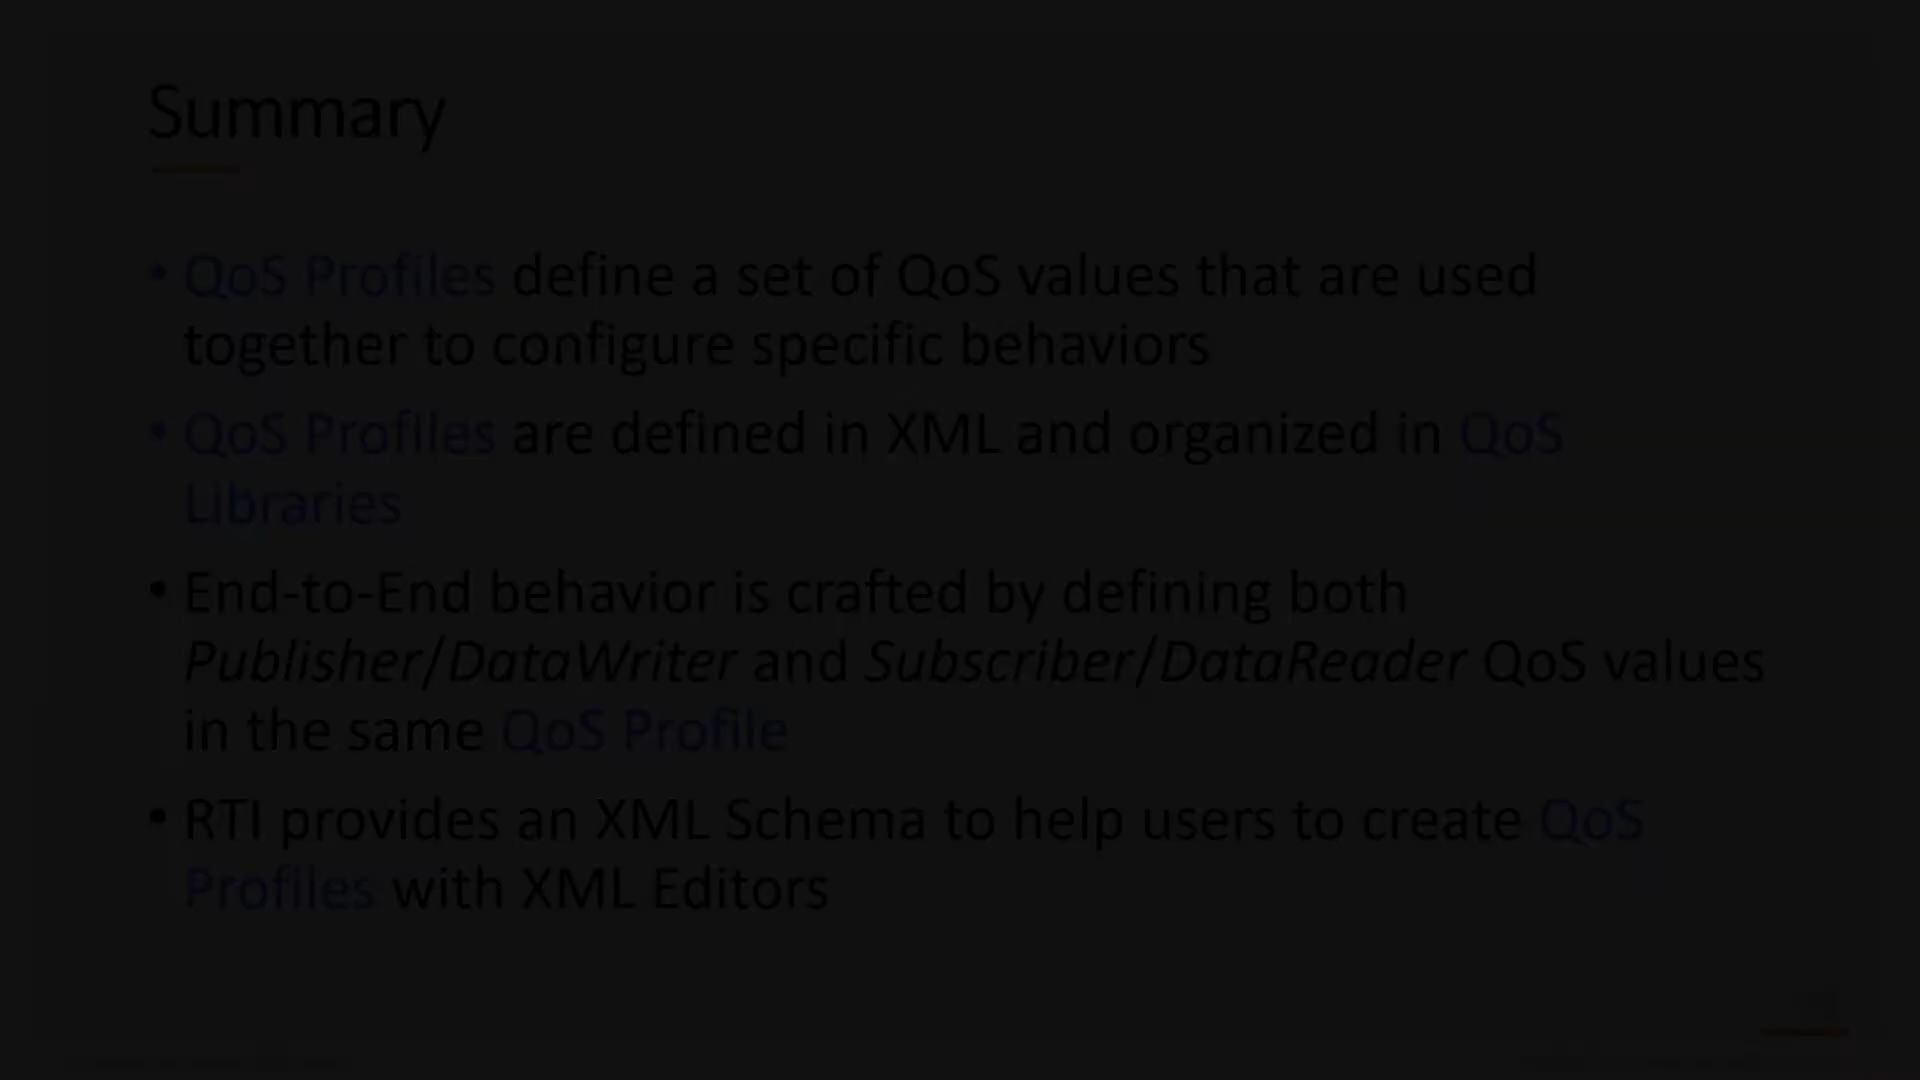 Summary
• QoS Profiles define a set of QoS values that are used
together to configure specific behaviors
• QoS Profiles are defined in XML and organized in QoS
Libraries
• End-to-End behavior is crafted by defining both
Publisher/DataWriter and Subscriber/DataReader QoS values
in the same QoS Profile
• RTI provides an XML Schema to help users to create QoS
Profiles with XML Editors